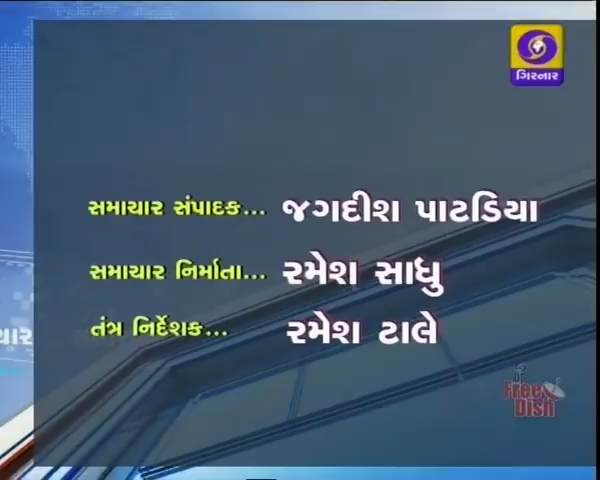 ગિરનાર
સમાચાર સંપાદક... જગદીશ પાટડિયા
સમાચાર નિર્માતા... રમેશ સાધુ
તંત્ર નિર્દેશક... રમેશ ટાલે
ચાર
Free
Dish